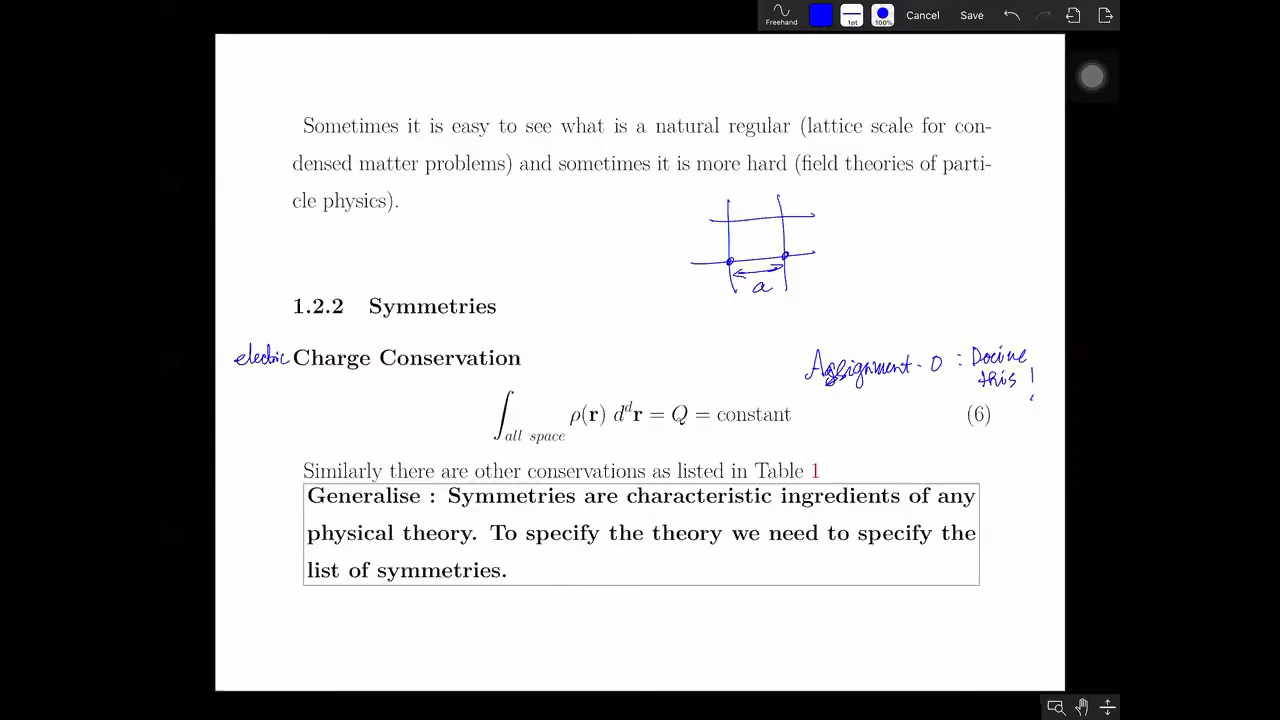 Freehand 1pt 100% Cancel Save
Sometimes it is easy to see what is a natural regular (lattice scale for con-
densed matter problems) and sometimes it is more hard (field theories of parti-
cle physics).
a
1.2.2 Symmetries
electric Charge Conservation
Assignment-0 : Derive
this !
∫_{all space} ρ(r) d^d r = Q = constant (6)
Similarly there are other conservations as listed in Table 1
Generalise : Symmetries are characteristic ingredients of any
physical theory. To specify the theory we need to specify the
list of symmetries.